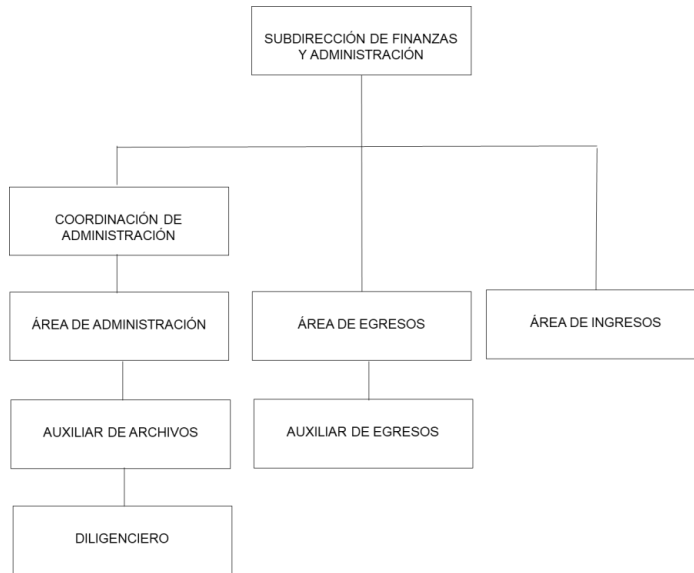 SUBDIRECCIÓN DE FINANZAS
Y ADMINISTRACIÓN
COORDINACIÓN DE
ADMINISTRACIÓN
ÁREA DE ADMINISTRACIÓN
ÁREA DE EGRESOS
ÁREA DE INGRESOS
AUXILIAR DE ARCHIVOS
AUXILIAR DE EGRESOS
DILIGENCIERO